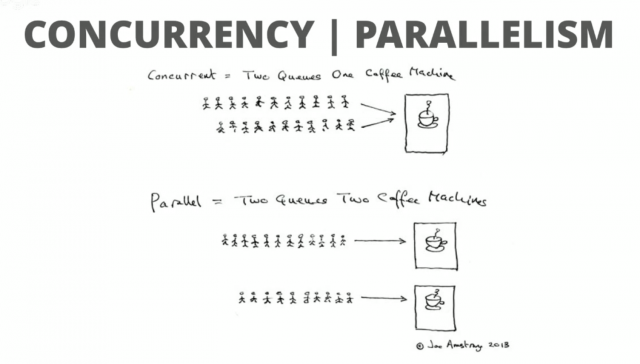 CONCURRENCY | PARALLELISM
Concurrent = Two Queues One Coffee Machine
Parallel = Two Queues Two Coffee Machines
© Joe Armstrong 2013